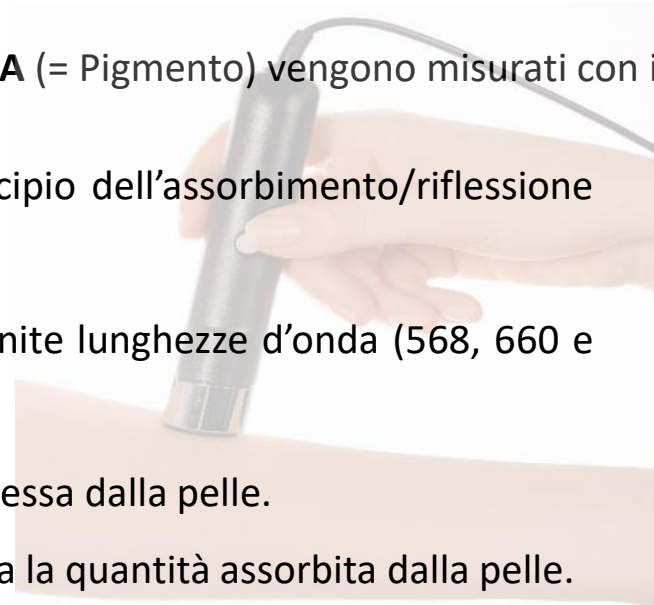 A (= Pigmento) vengono misurati con i
cipio dell’assorbimento/riflessione
nite lunghezze d’onda (568, 660 e
essa dalla pelle.
a la quantità assorbita dalla pelle.